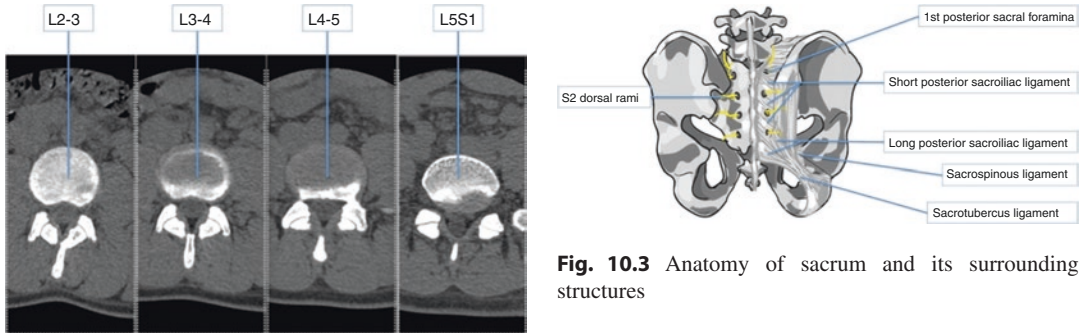 L2-3
L3-4
L4-5
L5S1
1st posterior sacral foramina
Short posterior sacroiliac ligament
S2 dorsal rami
Long posterior sacroiliac ligament
Sacrospinous ligament
Sacrotubercus ligament
Fig. 10.3 Anatomy of sacrum and its surrounding
structures